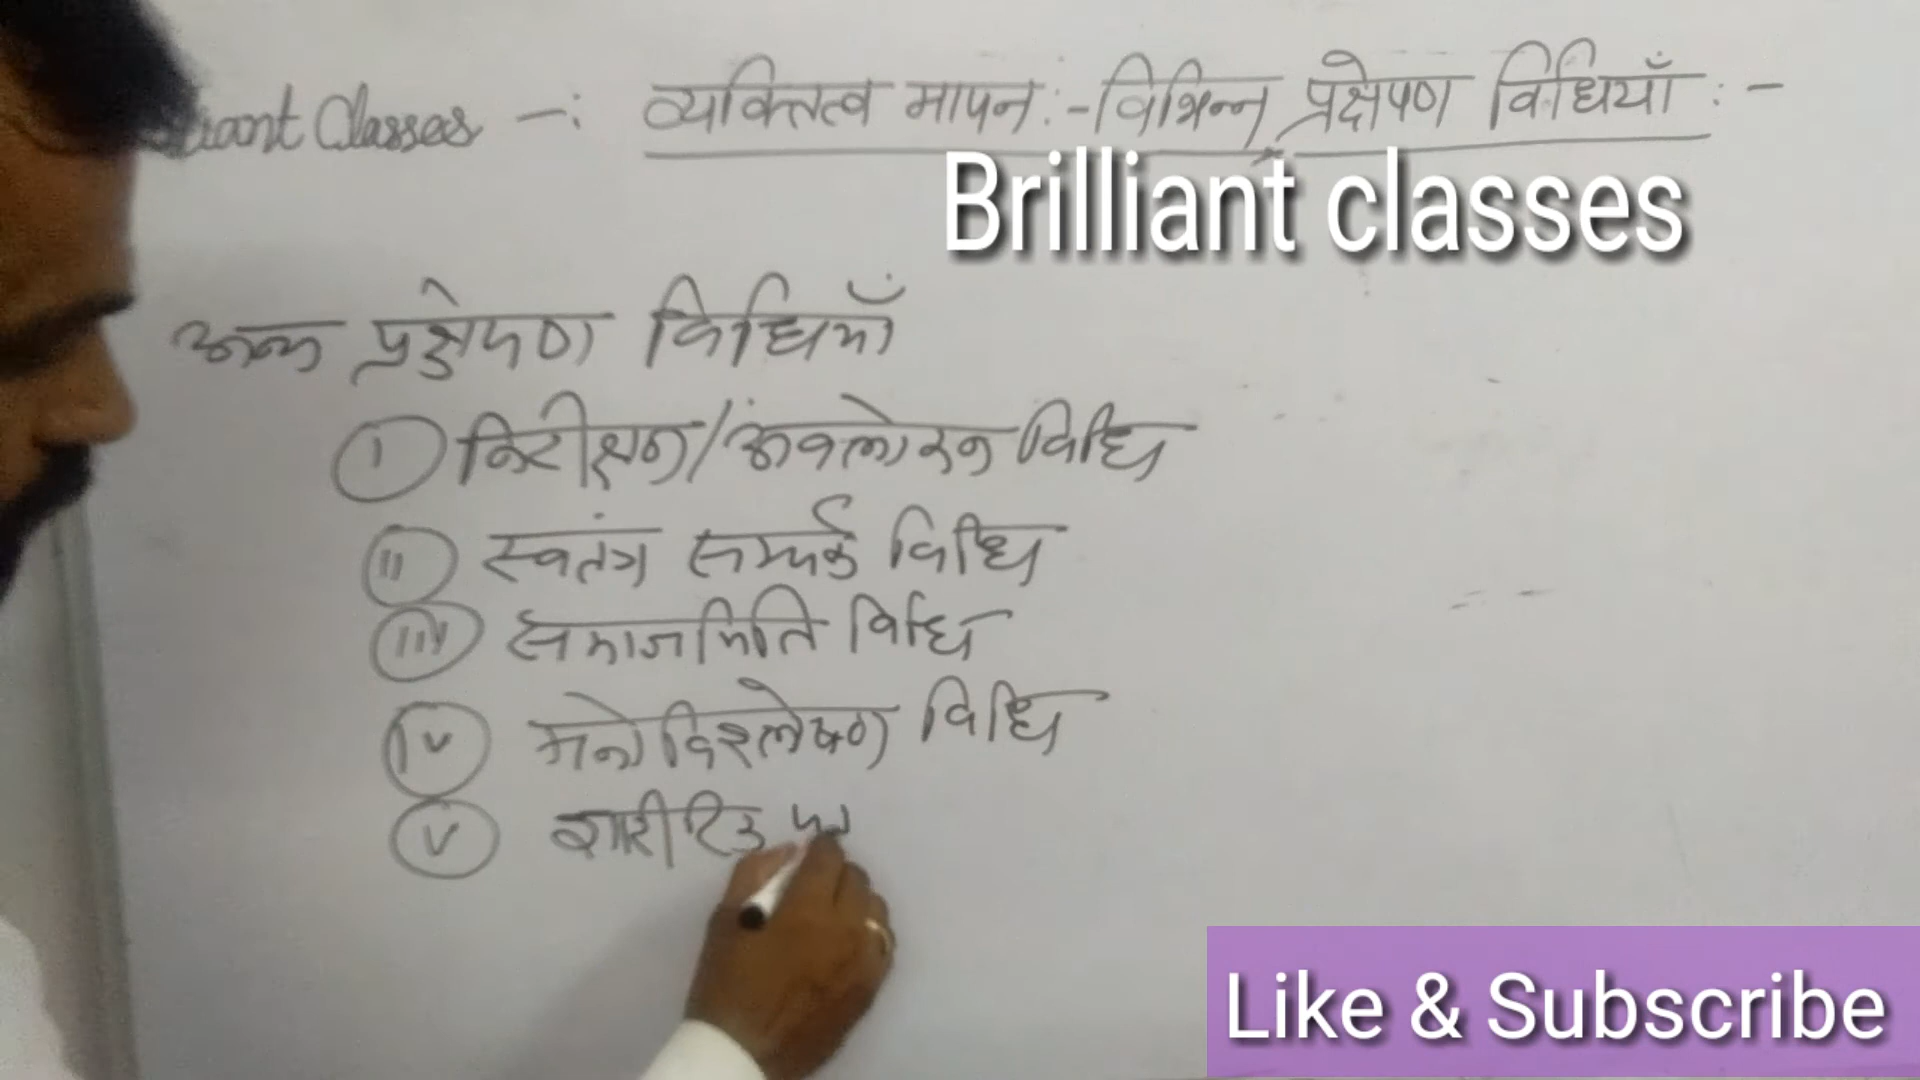 Classes -: व्यक्तित्व मापन :- विभिन्न प्रक्षेपण विधियाँ :-
Brilliant classes
अन्य प्रक्षेपण विधियाँ
(i) निरीक्षण/अवलोकन विधि
(ii) स्वतंत्र सम्पर्क विधि
(iii) समाजमिति विधि
(iv) मनोविश्लेषण विधि
(v) शारीरिक
Like & Subscribe